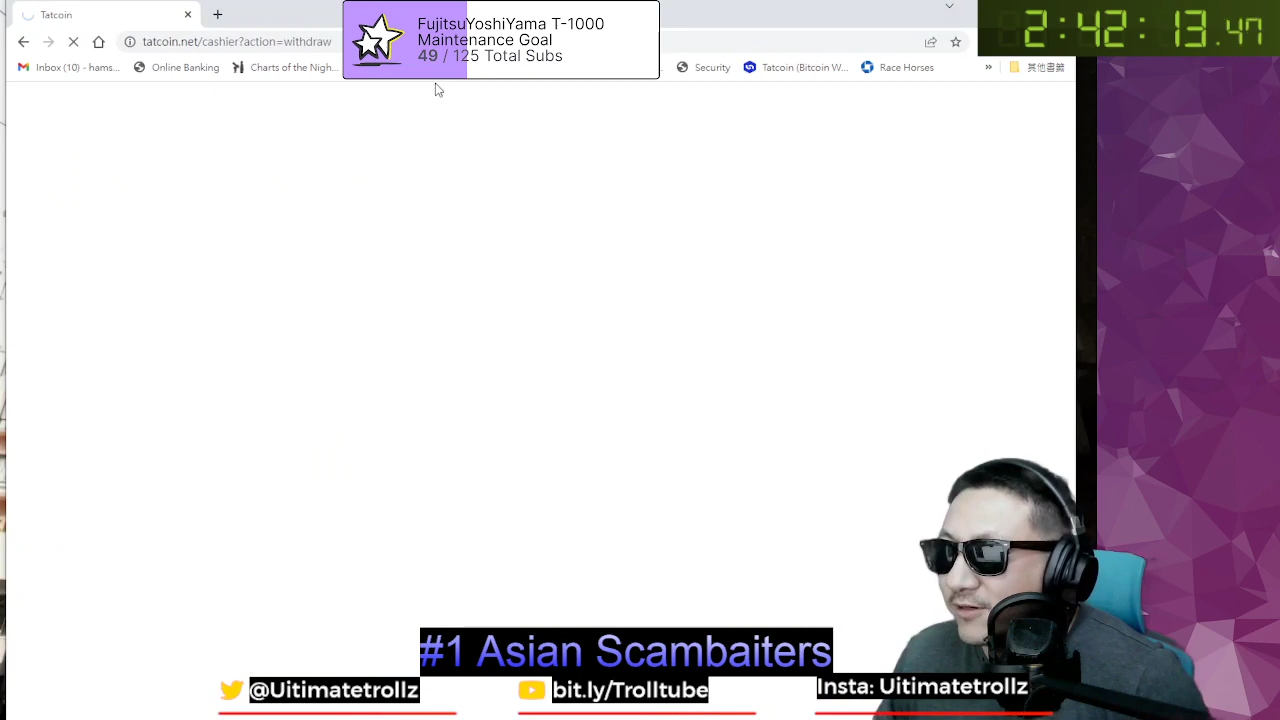 Tatcoin
tatcoin.net/cashier?action=withdraw
FujitsuYoshiYama T-1000
Maintenance Goal
49 / 125 Total Subs
2:42:13.47
Inbox (10) - hams...
Online Banking
Charts of the Nigh...
Security
Tatcoin (Bitcoin W...
Race Horses
»
其他書籤
#1 Asian Scambaiters
@Uitimatetrollz
bit.ly/Trolltube
Insta: Uitimatetrollz